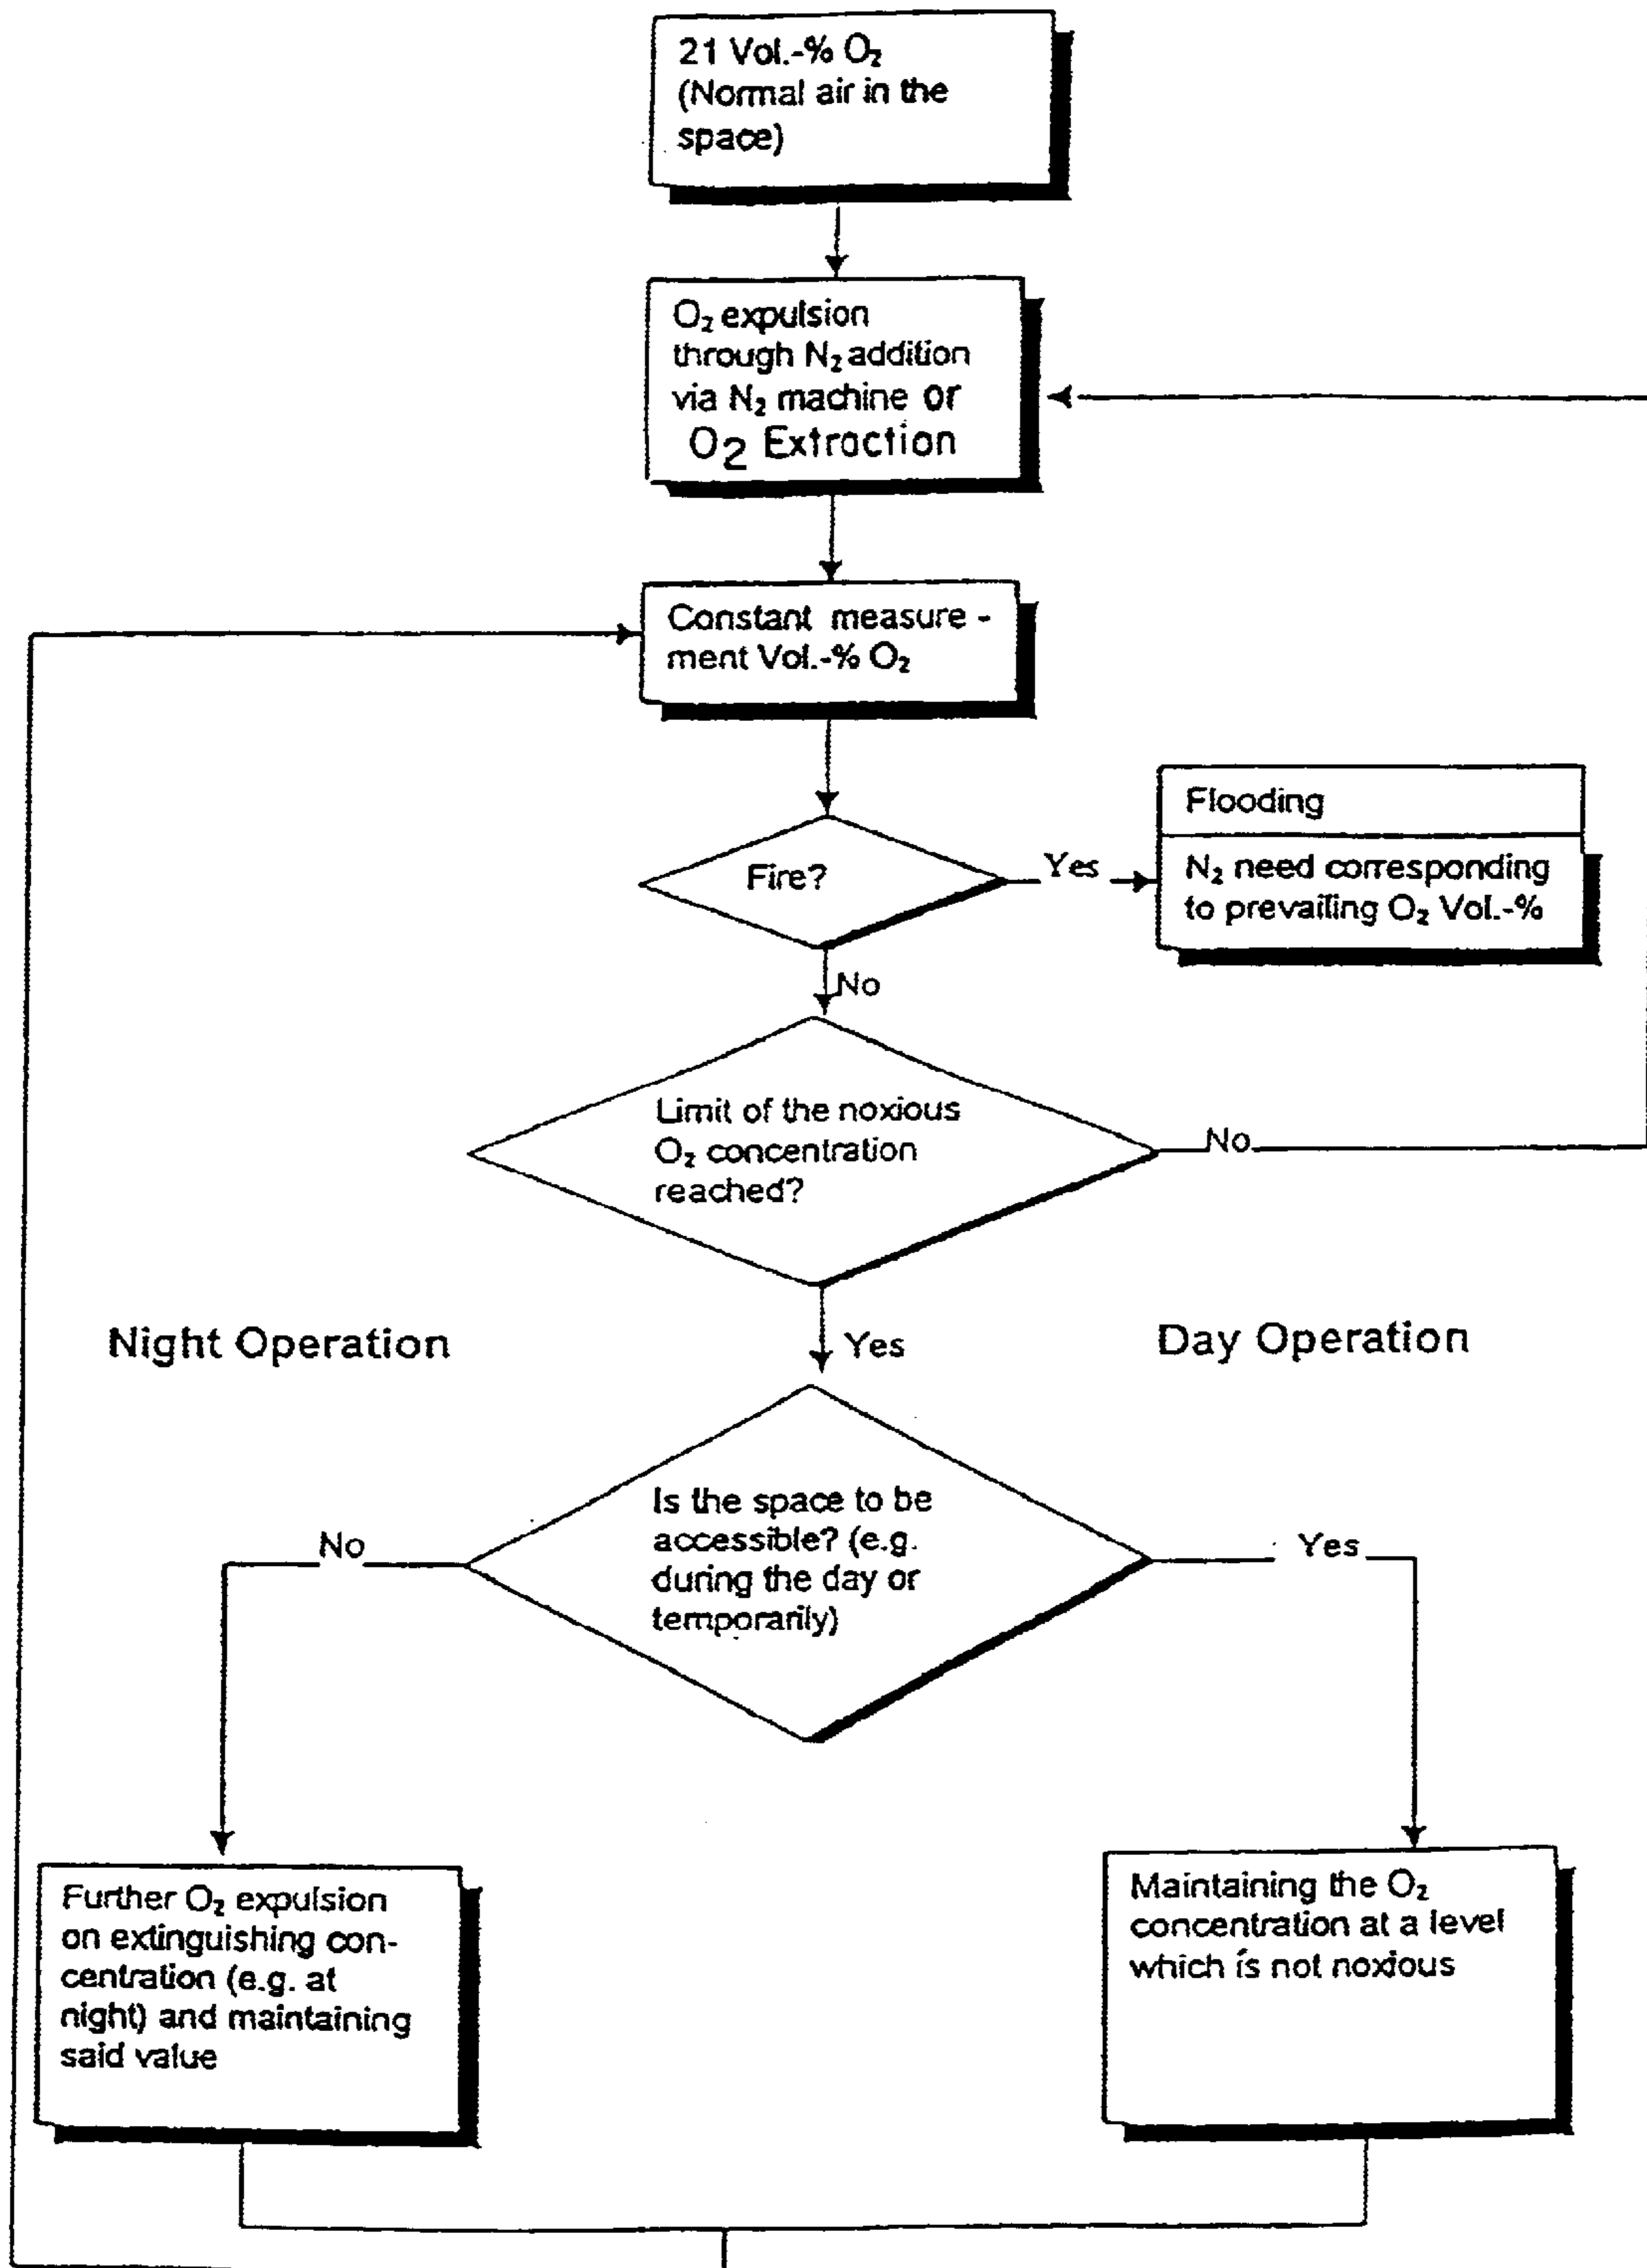 21 Vol.-% O₂
(Normal air in the
space)
O₂ expulsion
through N₂ addition
via N₂ machine or
O₂ Extraction
Constant measure -
ment Vol.-% O₂
Flooding
Fire?
Yes
N₂ need corresponding
to prevailing O₂ Vol.-%
No
Limit of the noxious
O₂ concentration
reached?
No
Night Operation
Yes
Day Operation
Is the space to be
accessible? (e.g.
during the day or
temporarily)
No
Yes
Further O₂ expulsion
on extinguishing con-
centration (e.g. at
night) and maintaining
said value
Maintaining the O₂
concentration at a level
which is not noxious